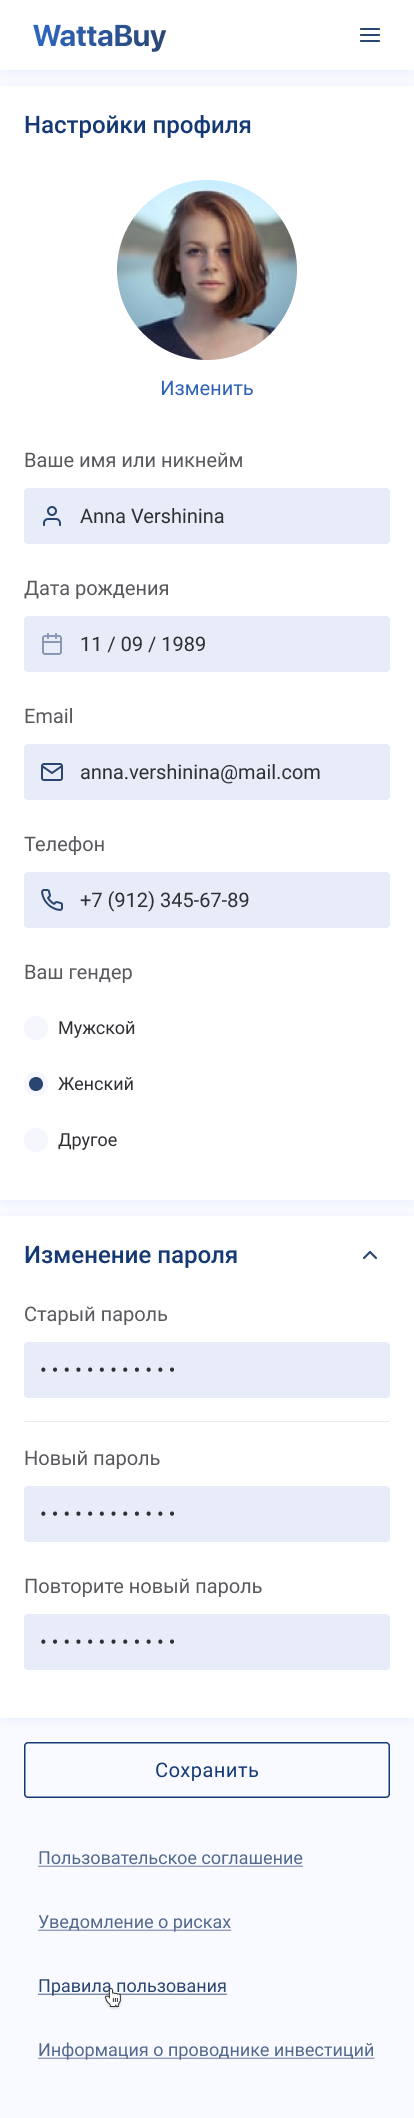 WattaBuy
Настройки профиля
Изменить
Ваше имя или никнейм
Anna Vershinina
Дата рождения
11 / 09 / 1989
Email
anna.vershinina@mail.com
Телефон
+7 (912) 345-67-89
Ваш гендер
Мужской
Женский
Другое
Изменение пароля
Старый пароль
• • • • • • • • • • • •
Новый пароль
• • • • • • • • • • • •
Повторите новый пароль
• • • • • • • • • • • •
Сохранить
Пользовательское соглашение
Уведомление о рисках
Правила пользования
Информация о проводнике инвестиций